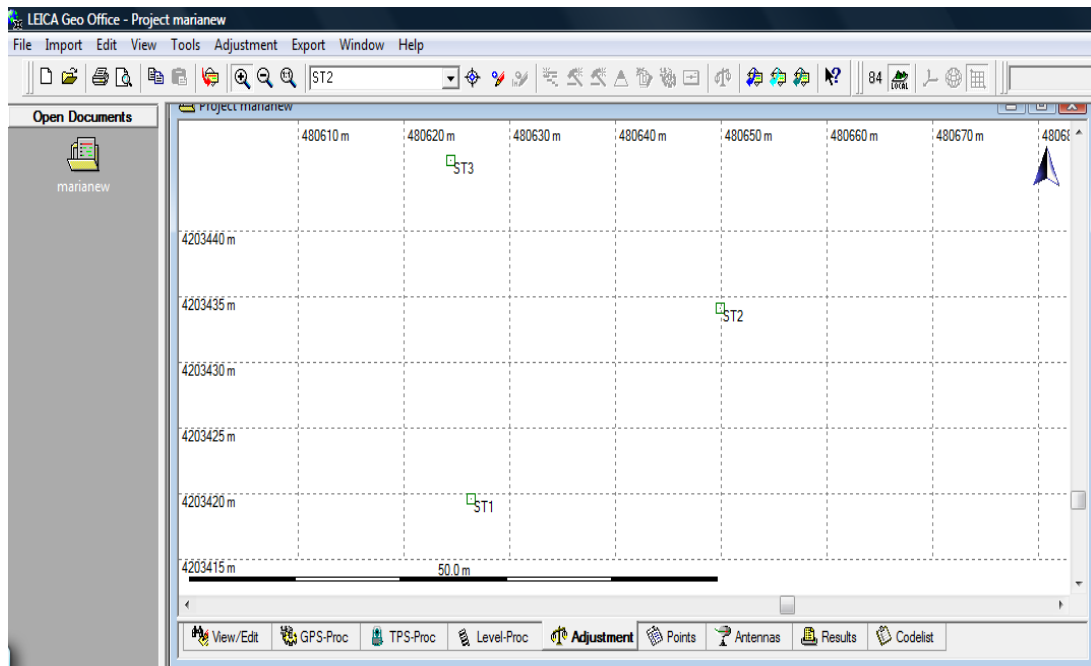 LEICA Geo Office - Project marianew
File Import Edit View Tools Adjustment Export Window Help
ST2
84
LOCAL
Open Documents
marianew
Project marianew
480610 m 480620 m 480630 m 480640 m 480650 m 480660 m 480670 m
ST3
4203440 m
4203435 m
ST2
4203430 m
4203425 m
4203420 m
ST1
4203415 m
50.0 m
View/Edit GPS-Proc TPS-Proc Level-Proc Adjustment Points Antennas Results Codelist